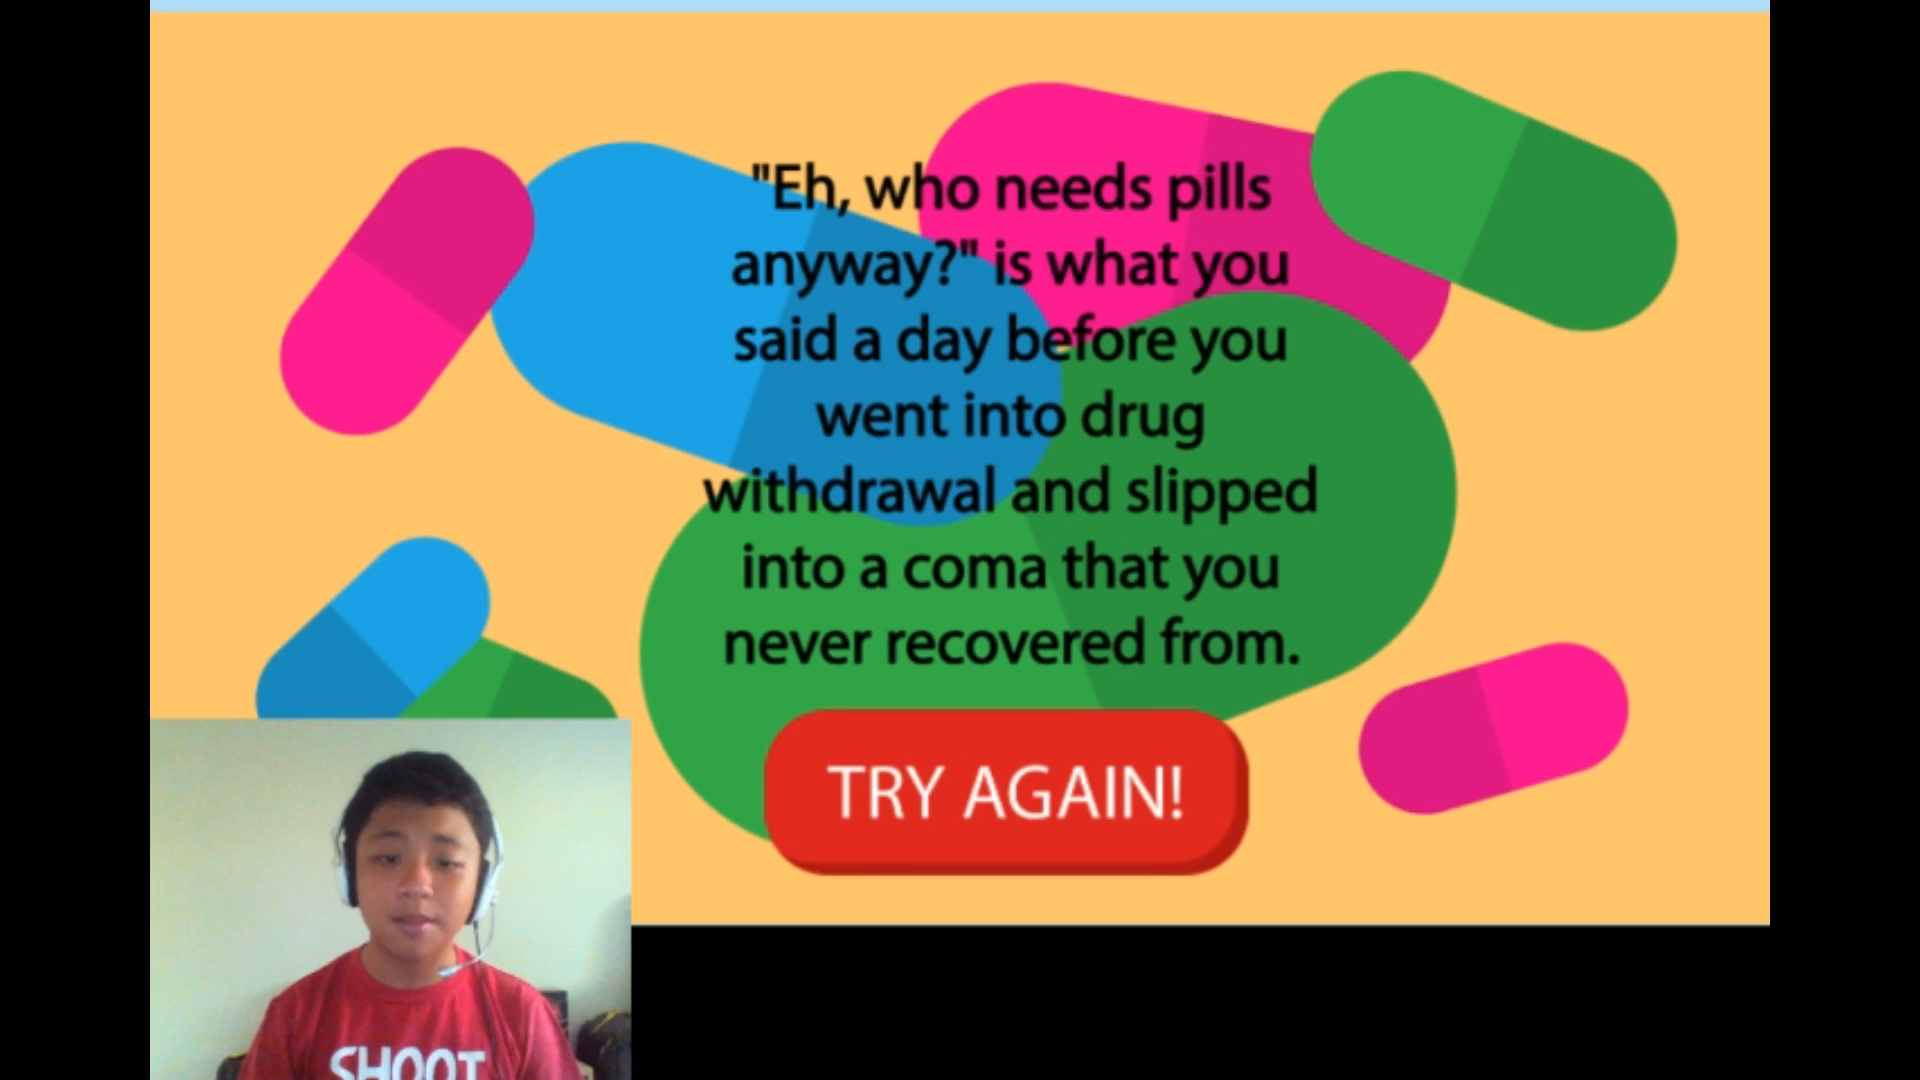 "Eh, who needs pills
anyway?" is what you
said a day before you
went into drug
withdrawal and slipped
into a coma that you
never recovered from.
TRY AGAIN!
SHOOT